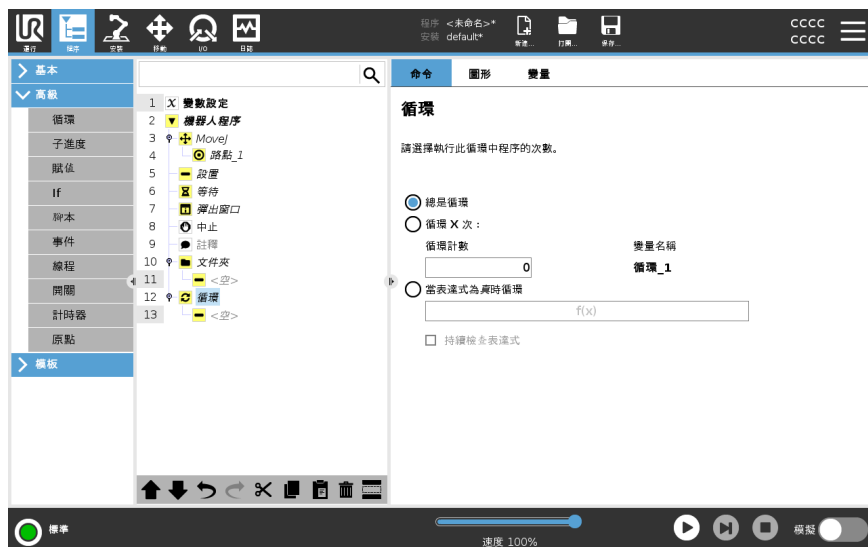 UR
運行
程序
安裝
移動
I/O
日誌
程序 <未命名>*
安裝 default*
新建...
打開...
保存...
CCCC
CCCC
基本
高級
循環
子進度
賦值
If
腳本
事件
線程
開關
計時器
原點
模板
1 X 變數設定
2 機器人程序
3 MoveJ
4 路點_1
5 設置
6 等待
7 彈出窗口
8 中止
9 註釋
10 文件夾
11 <空>
12 循環
13 <空>
命令 圖形 變量
循環
請選擇執行此循環中程序的次數。
總是循環
循環 X 次：
循環計數 變量名稱
0 循環_1
當表達式為真時循環
f(x)
持續檢查表達式
標準
速度 100%
模擬